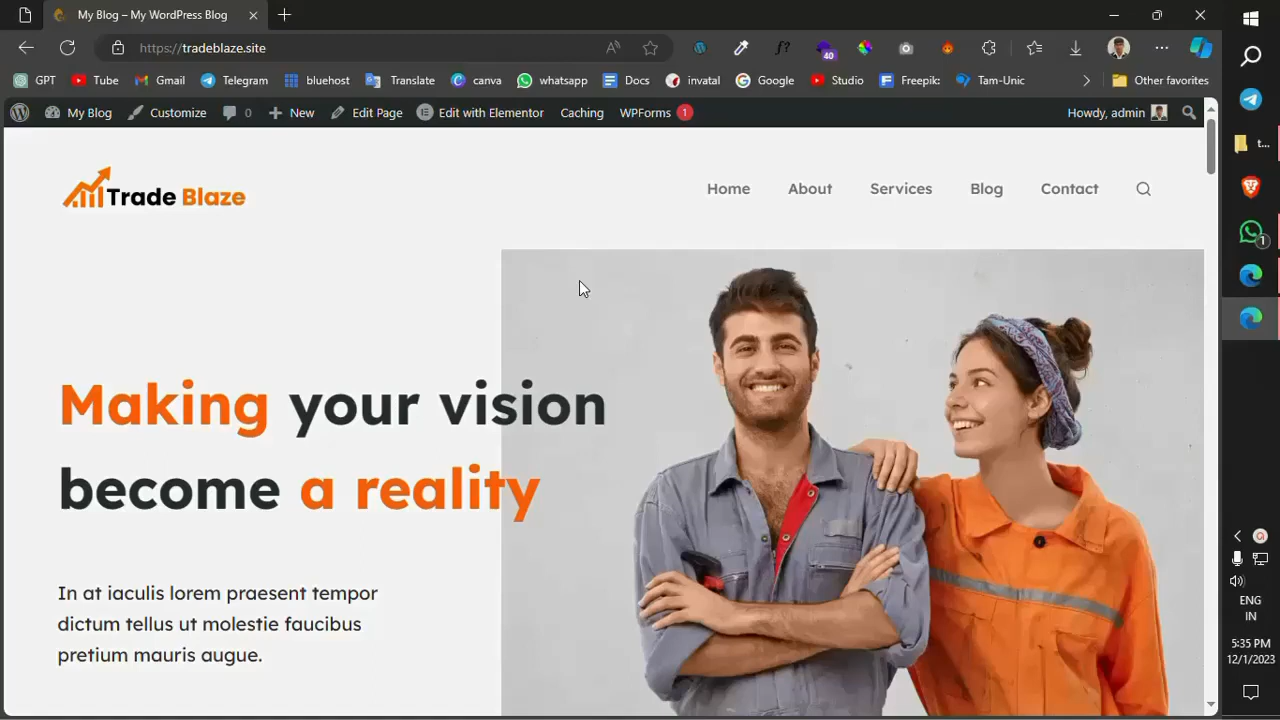 My Blog – My WordPress Blog
https://tradeblaze.site
40
GPT
Tube
Gmail
Telegram
bluehost
Translate
canva
whatsapp
Docs
invatal
Google
Studio
Freepik:
Tam-Unic
Other favorites
My Blog
Customize
0
New
Edit Page
Edit with Elementor
Caching
WPForms 1
Howdy, admin
t...
Trade Blaze
Home
About
Services
Blog
Contact
1
Making your vision
become a reality
In at iaculis lorem praesent tempor
dictum tellus ut molestie faucibus
pretium mauris augue.
ENG
IN
5:35 PM
12/1/2023